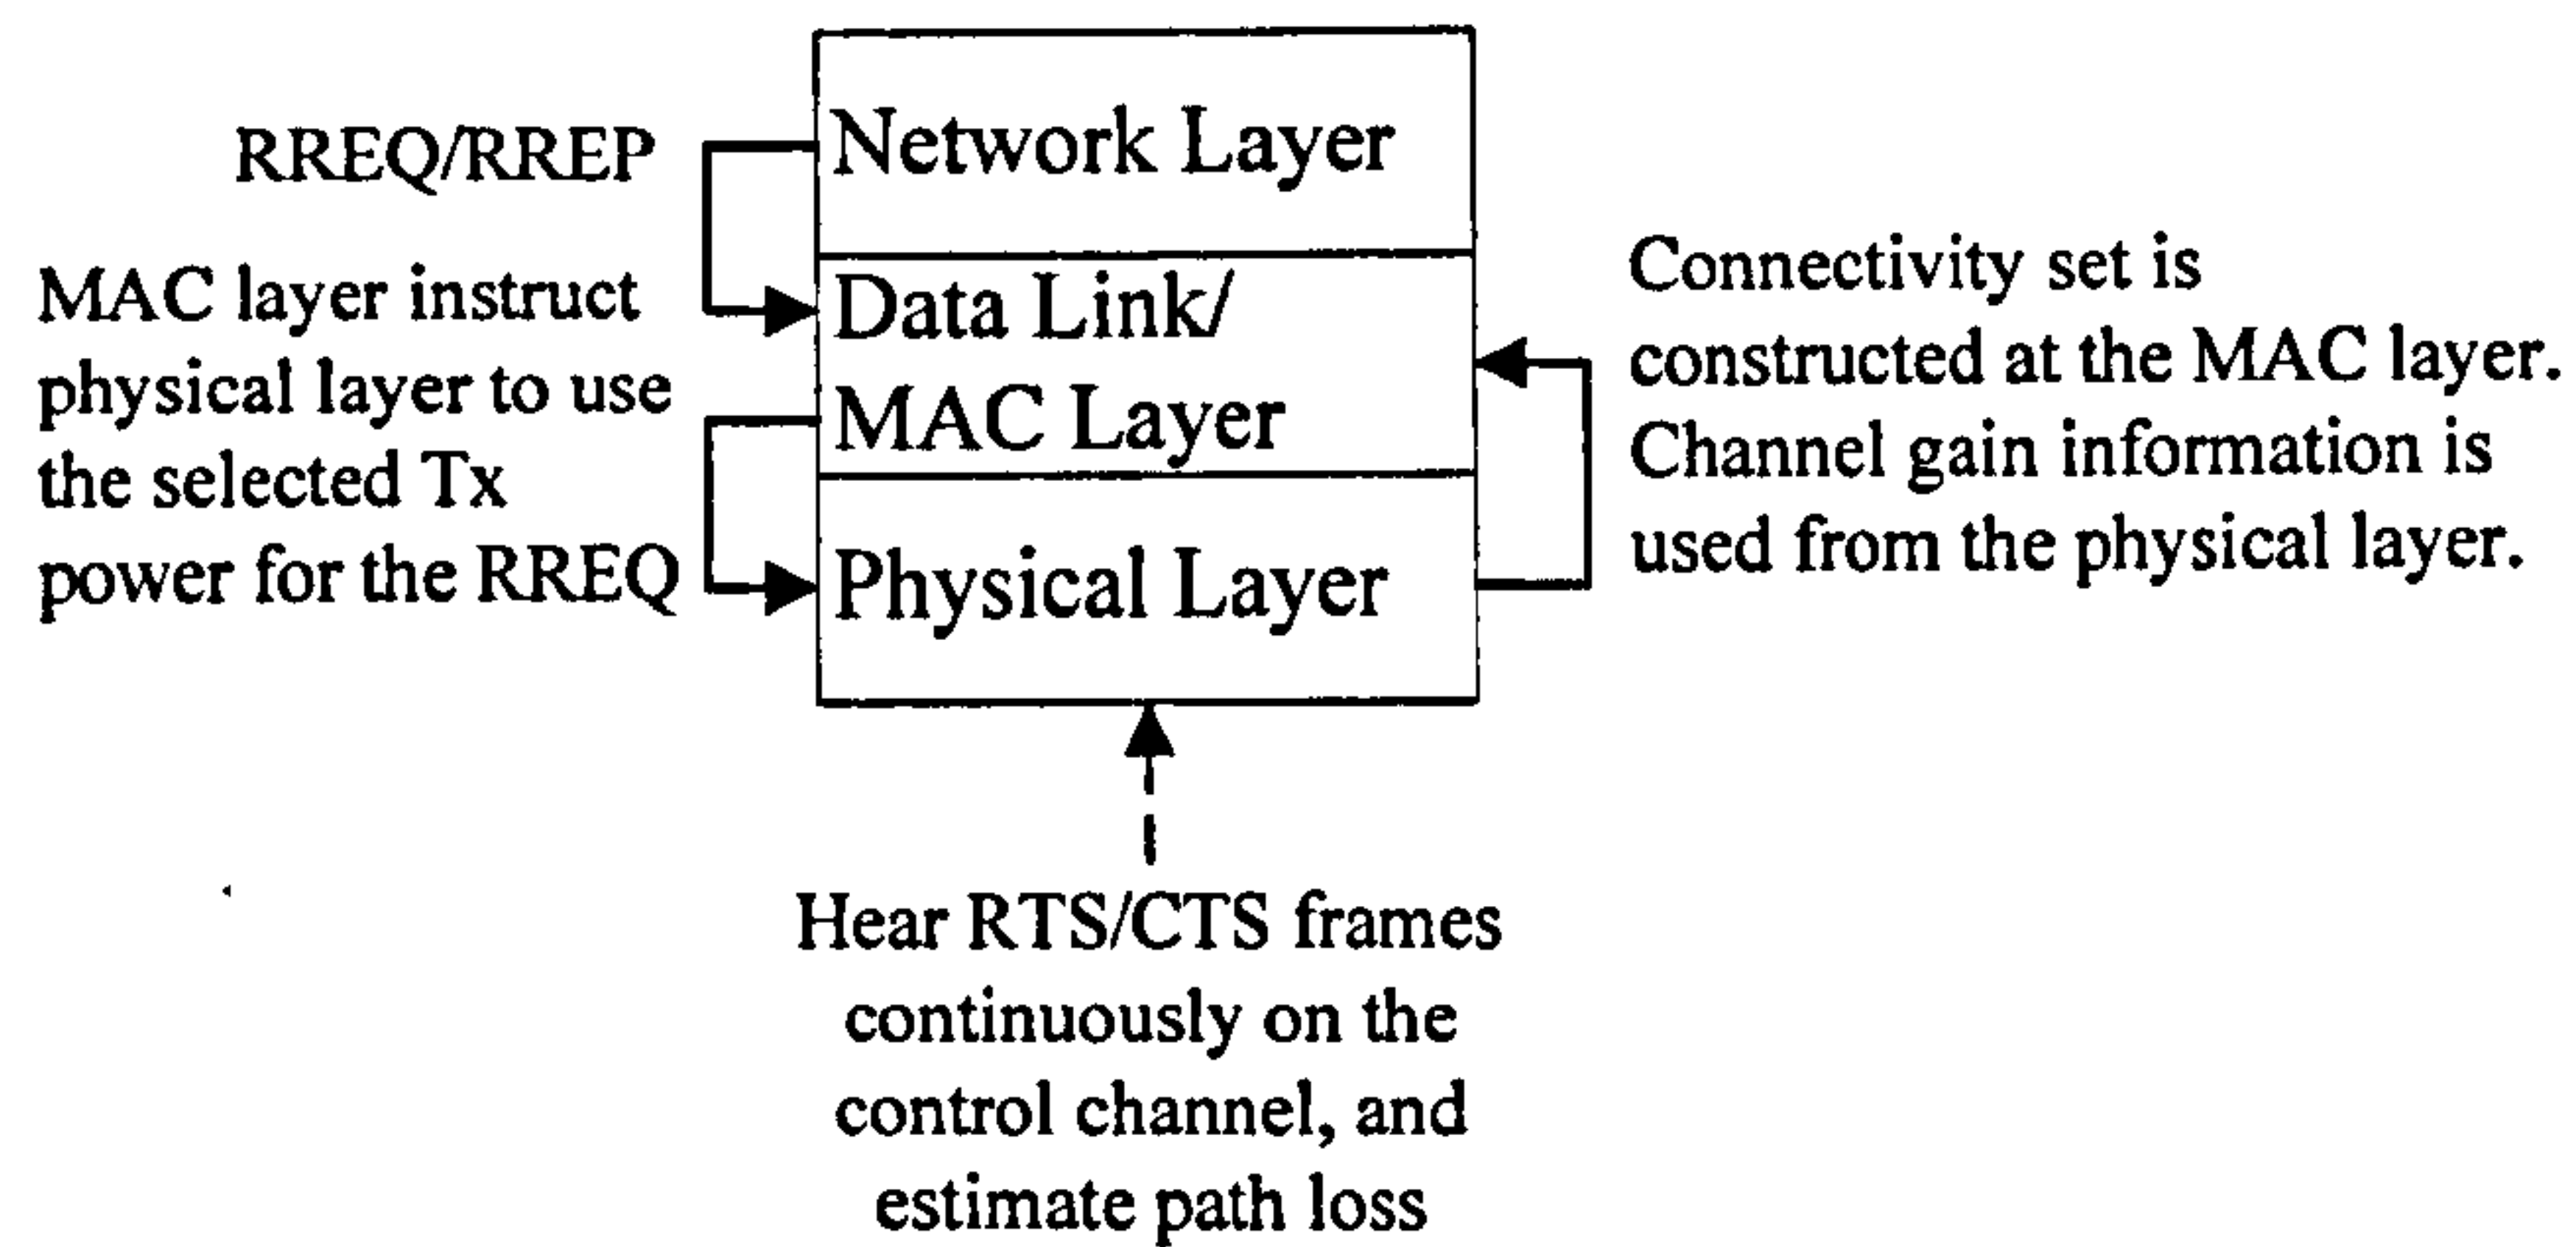 RREQ/RREP
MAC layer instruct
physical layer to use
the selected Tx
power for the RREQ
Network Layer
Data Link/
MAC Layer
Physical Layer
Connectivity set is
constructed at the MAC layer.
Channel gain information is
used from the physical layer.
Hear RTS/CTS frames
continuously on the
control channel, and
estimate path loss